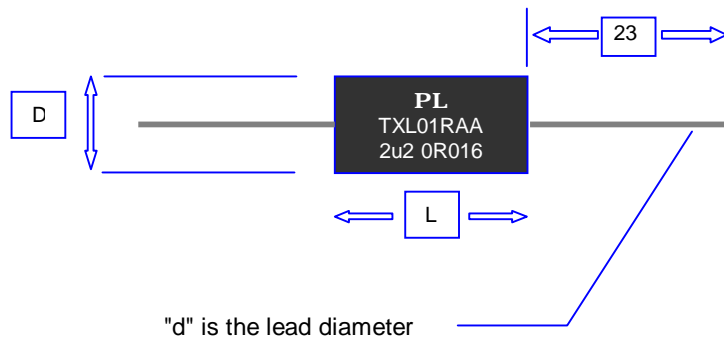 23
D
PL
TXL01RAA
2u2 0R016
L
"d" is the lead diameter